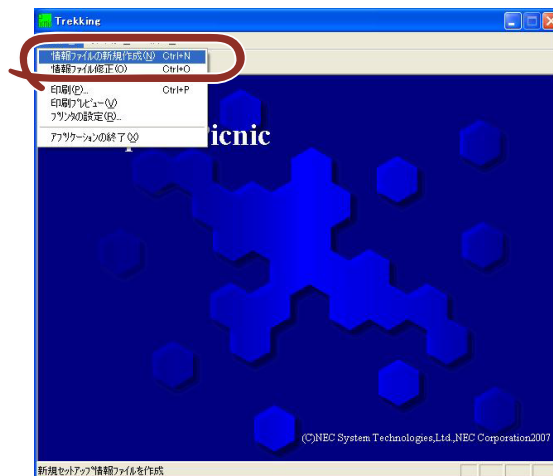 Trekking
情報ファイルの新規作成(N) Ctrl+N
情報ファイル修正(O) Ctrl+O
印刷(P)... Ctrl+P
印刷プレビュー(V)
プリンタの設定(R)...
アプリケーションの終了(X)
icnic
(C)NEC System Technologies,Ltd.,NEC Corporation2007
新規セットアップ情報ファイルを作成